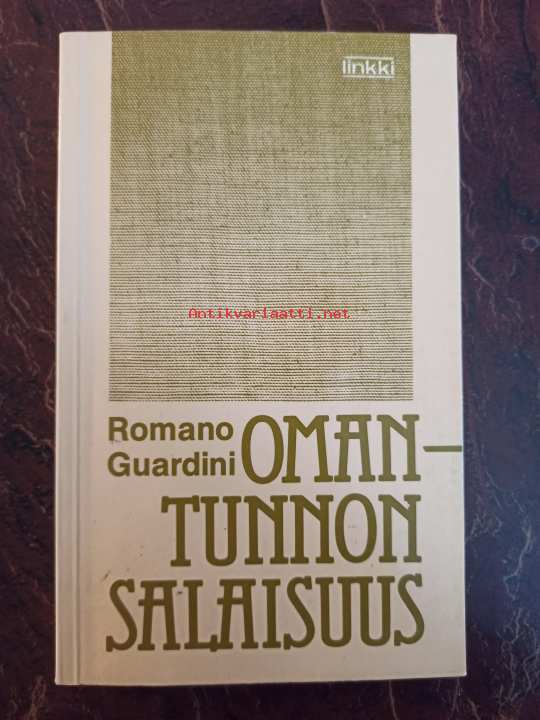 linkki
Antikvariaatti.net
Romano
Guardini
OMAN-
TUNNON
SALAISUUS